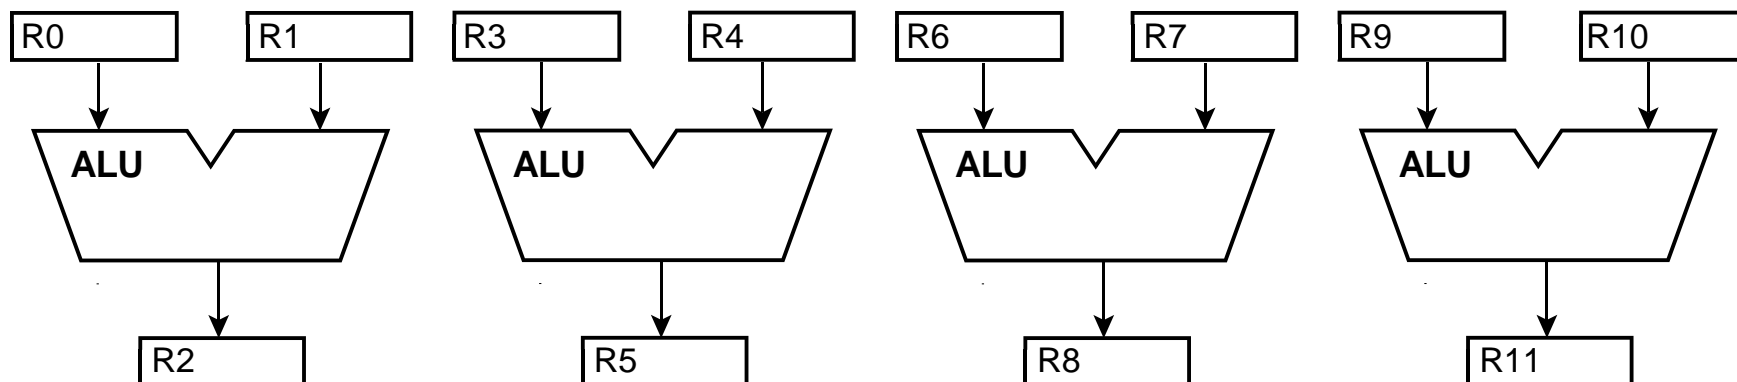 R0 R1 R3 R4 R6 R7 R9 R10
ALU ALU ALU ALU
R2 R5 R8 R11